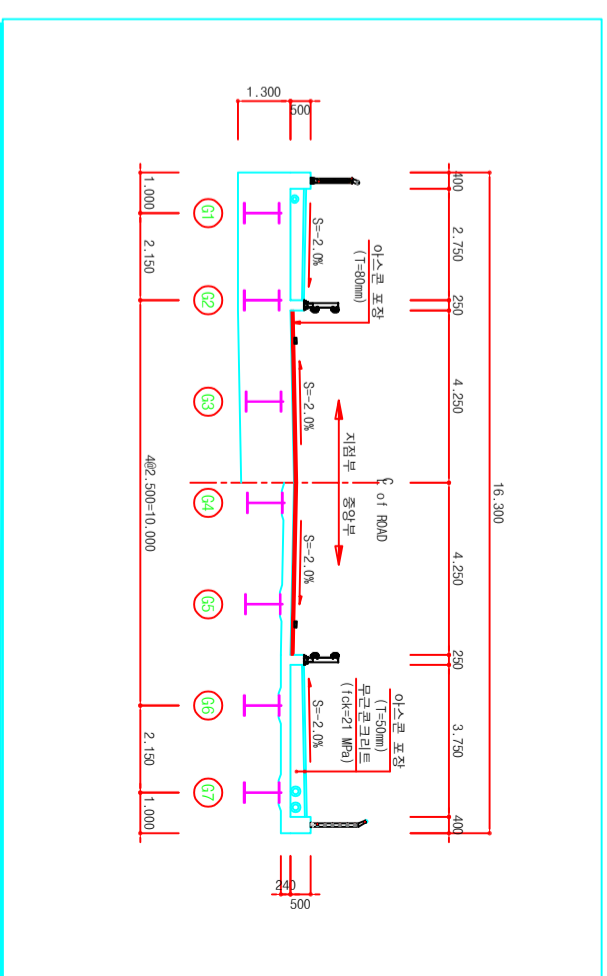 16.300
400
2.750
250
4.250
4.250
250
3.750
400
아스콘 포장
(T=80mm)
아스콘 포장
(T=50mm)
무근콘크리트
(fck=21 MPa)
℄ of ROAD
지점부
중앙부
S=-2.0%
S=-2.0%
S=-2.0%
S=-2.0%
1.300
500
240
500
G1
G2
G3
G4
G5
G6
G7
1.000
2.150
4@2.500=10.000
2.150
1.000